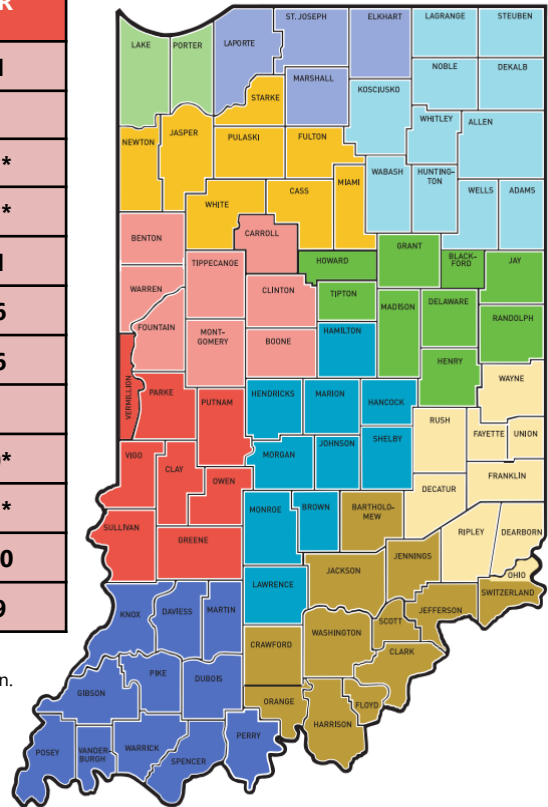 R
1
*
*
1
6
6
*
*
0
9
n.
LAKE
PORTER
LAPORTE
ST. JOSEPH
ELKHART
LAGRANGE
STEUBEN
NOBLE
DEKALB
MARSHALL
STARKE
KOSCIUSKO
WHITLEY
ALLEN
NEWTON
JASPER
PULASKI
FULTON
WABASH
HUNTING-
TON
MIAMI
CASS
WHITE
WELLS
ADAMS
BENTON
CARROLL
TIPPECANOE
HOWARD
GRANT
BLACK-
FORD
JAY
WARREN
CLINTON
TIPTON
MADISON
DELAWARE
RANDOLPH
FOUNTAIN
MONT-
GOMERY
BOONE
HAMILTON
HENRY
WAYNE
VERMILLION
PARKE
PUTNAM
HENDRICKS
MARION
HANCOCK
RUSH
FAYETTE
UNION
VIGO
CLAY
OWEN
MORGAN
JOHNSON
SHELBY
DECATUR
FRANKLIN
SULLIVAN
GREENE
MONROE
BROWN
BARTHOLO-
MEW
RIPLEY
DEARBORN
JENNINGS
JACKSON
LAWRENCE
OHIO
SWITZERLAND
JEFFERSON
KNOX
DAVIESS
MARTIN
SCOTT
WASHINGTON
CRAWFORD
CLARK
PIKE
DUBOIS
GIBSON
ORANGE
FLOYD
HARRISON
PERRY
POSEY
VANDER-
BURGH
WARRICK
SPENCER